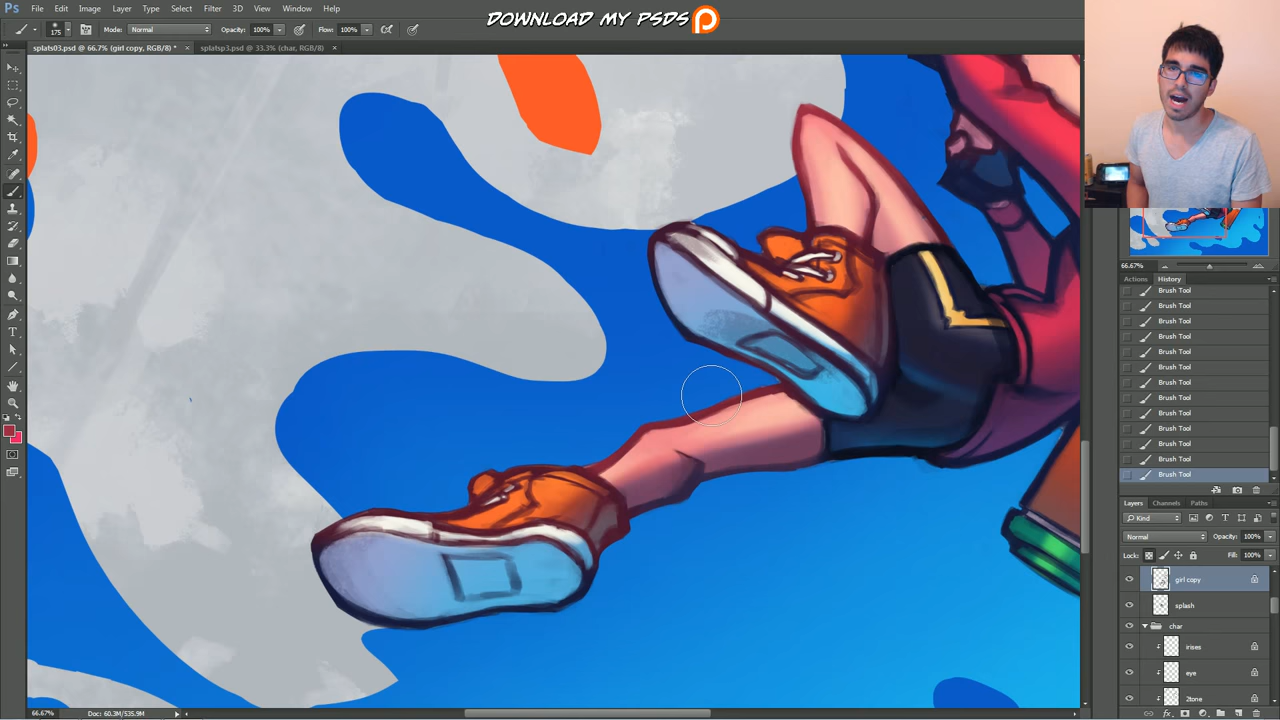 DOWNLOAD MY PSDS
Ps File Edit Image Layer Type Select Filter 3D View Window Help
175 Mode: Normal Opacity: 100% Flow: 100%
splats03.psd @ 66.7% (girl copy, RGB/8) * × splatsp3.psd @ 33.3% (char, RGB/8) ×
66.67%
Actions History
Brush Tool
Brush Tool
Brush Tool
Brush Tool
Brush Tool
Brush Tool
Brush Tool
Brush Tool
Brush Tool
Brush Tool
Brush Tool
Brush Tool
Brush Tool
Layers Channels Paths
Kind
Normal Opacity: 100%
Lock: Fill: 100%
girl copy
splash
char
irises
eye
2tone
66.67% Doc: 60.3M/535.9M